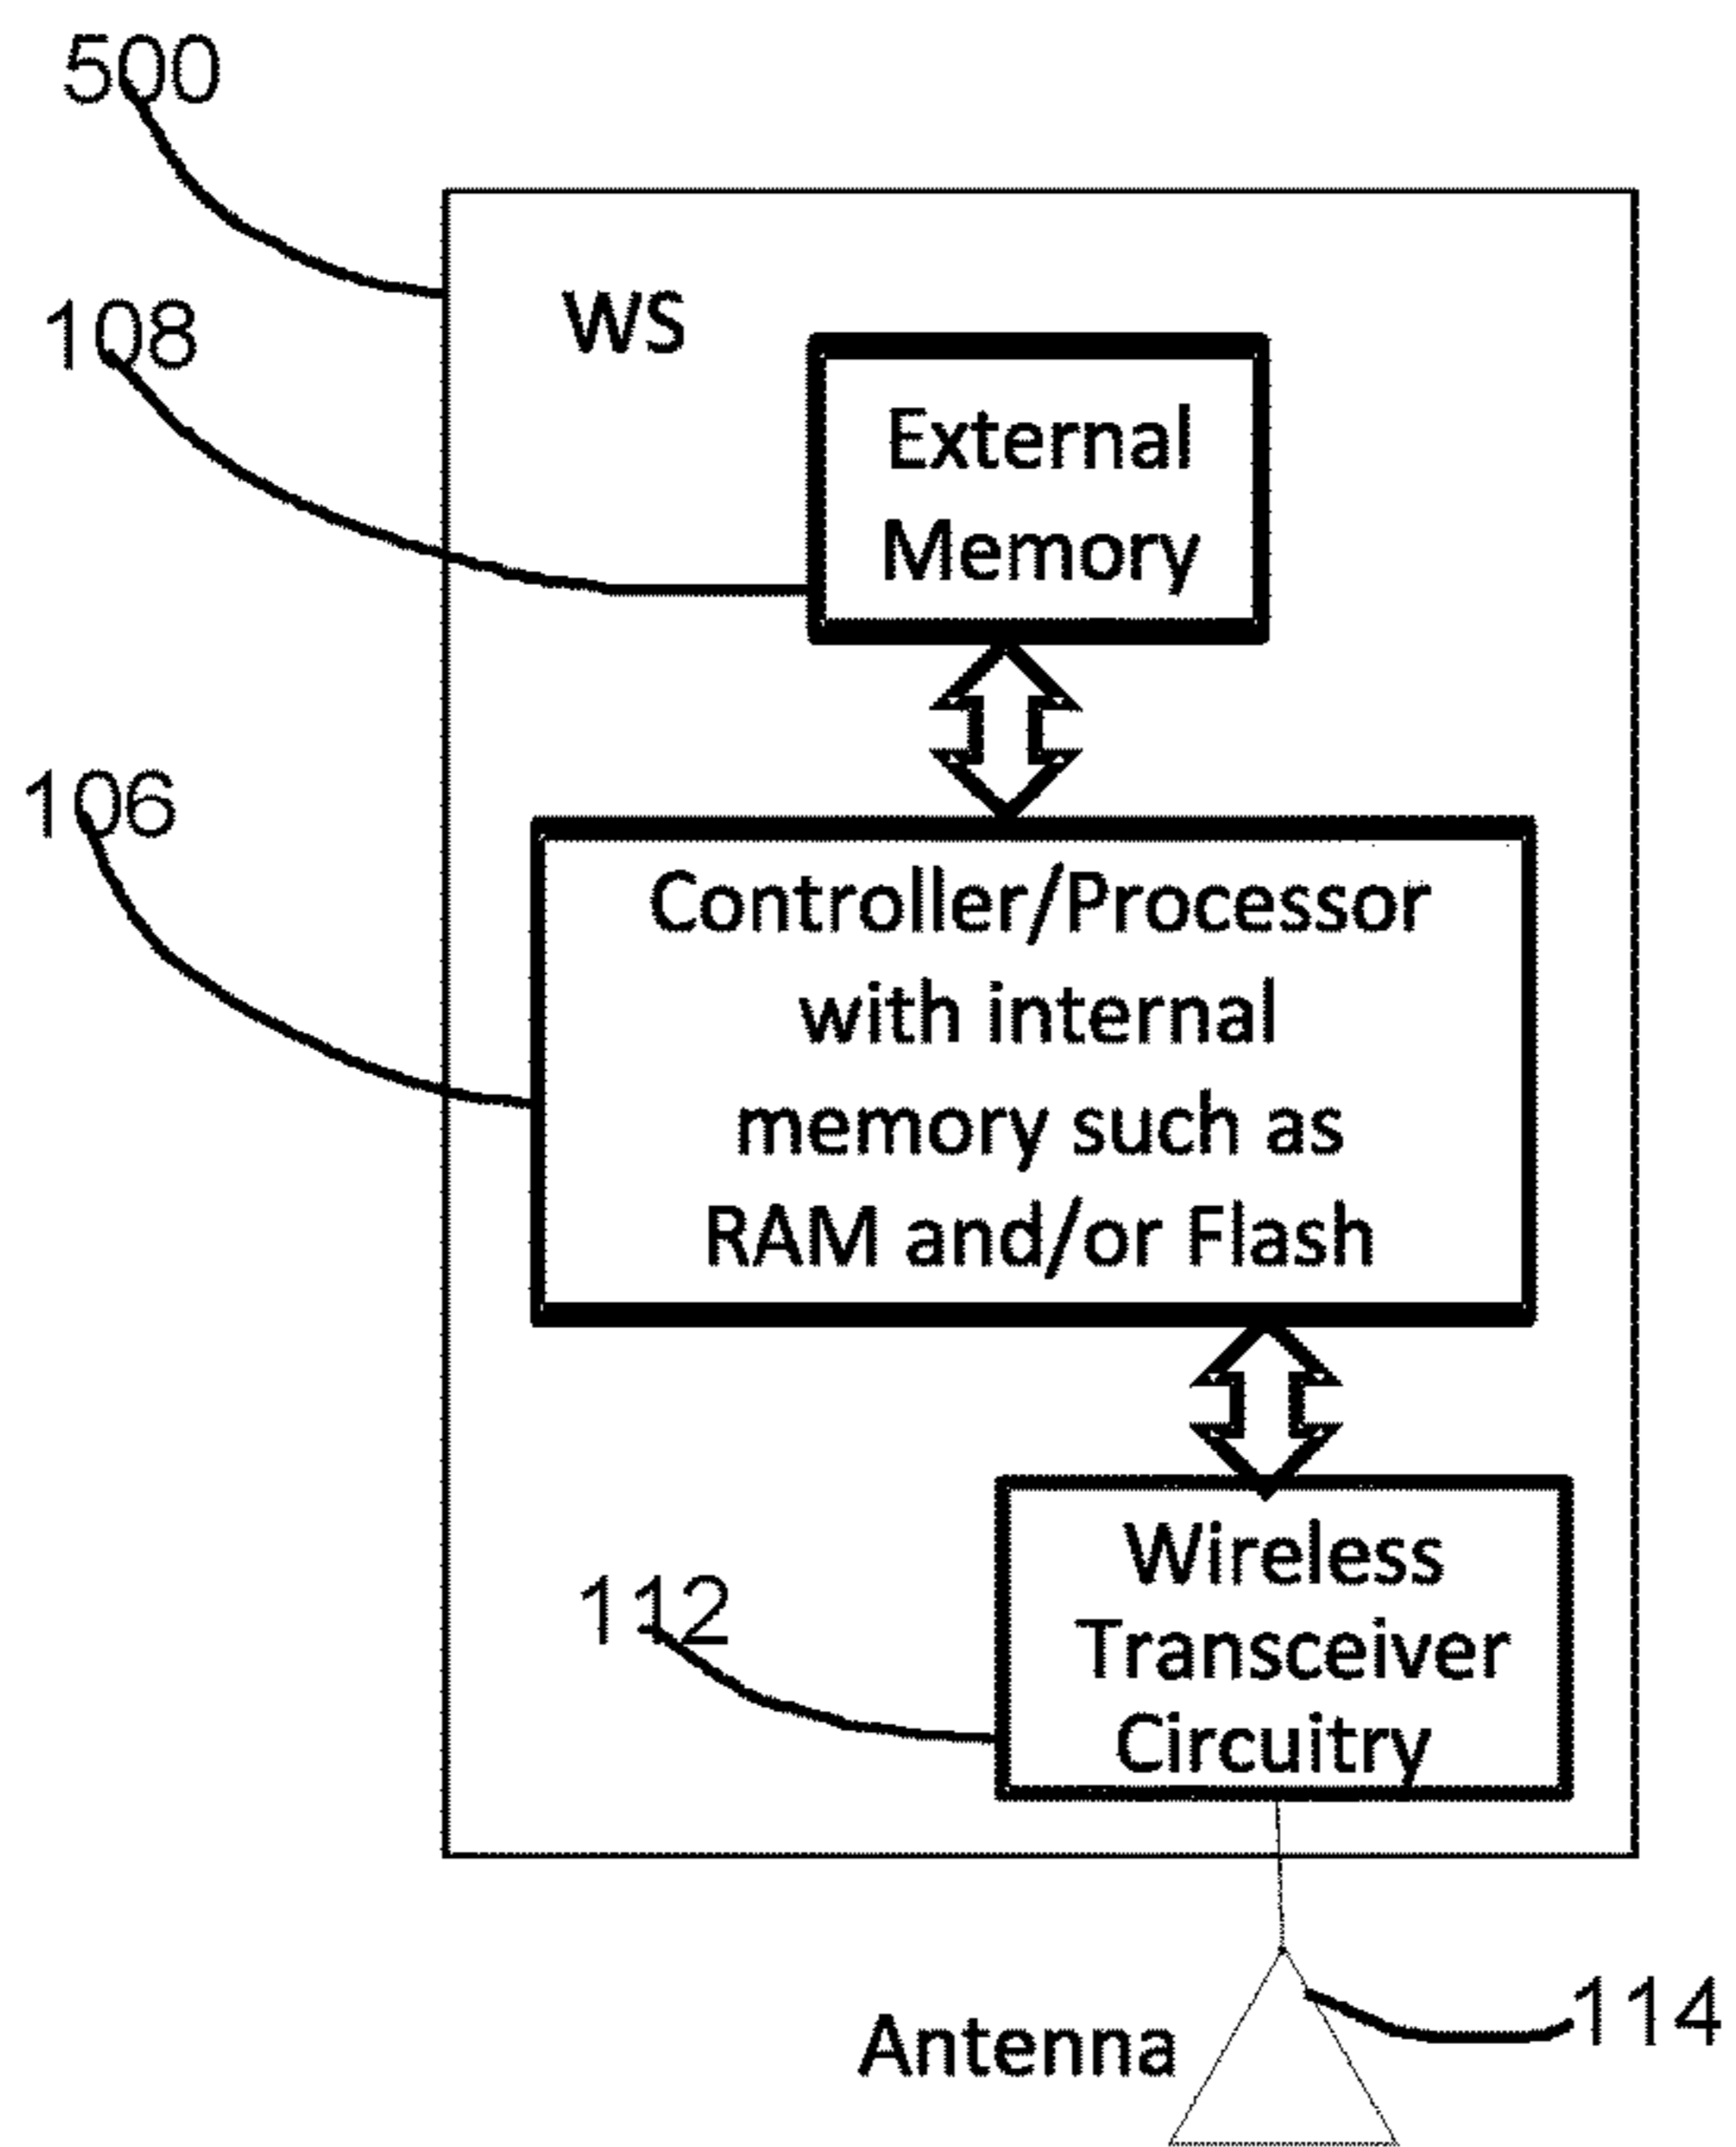 500
108
WS
External
Memory
106
Controller/Processor
with internal
memory such as
RAM and/or Flash
112
Wireless
Transceiver
Circuitry
Antenna
114